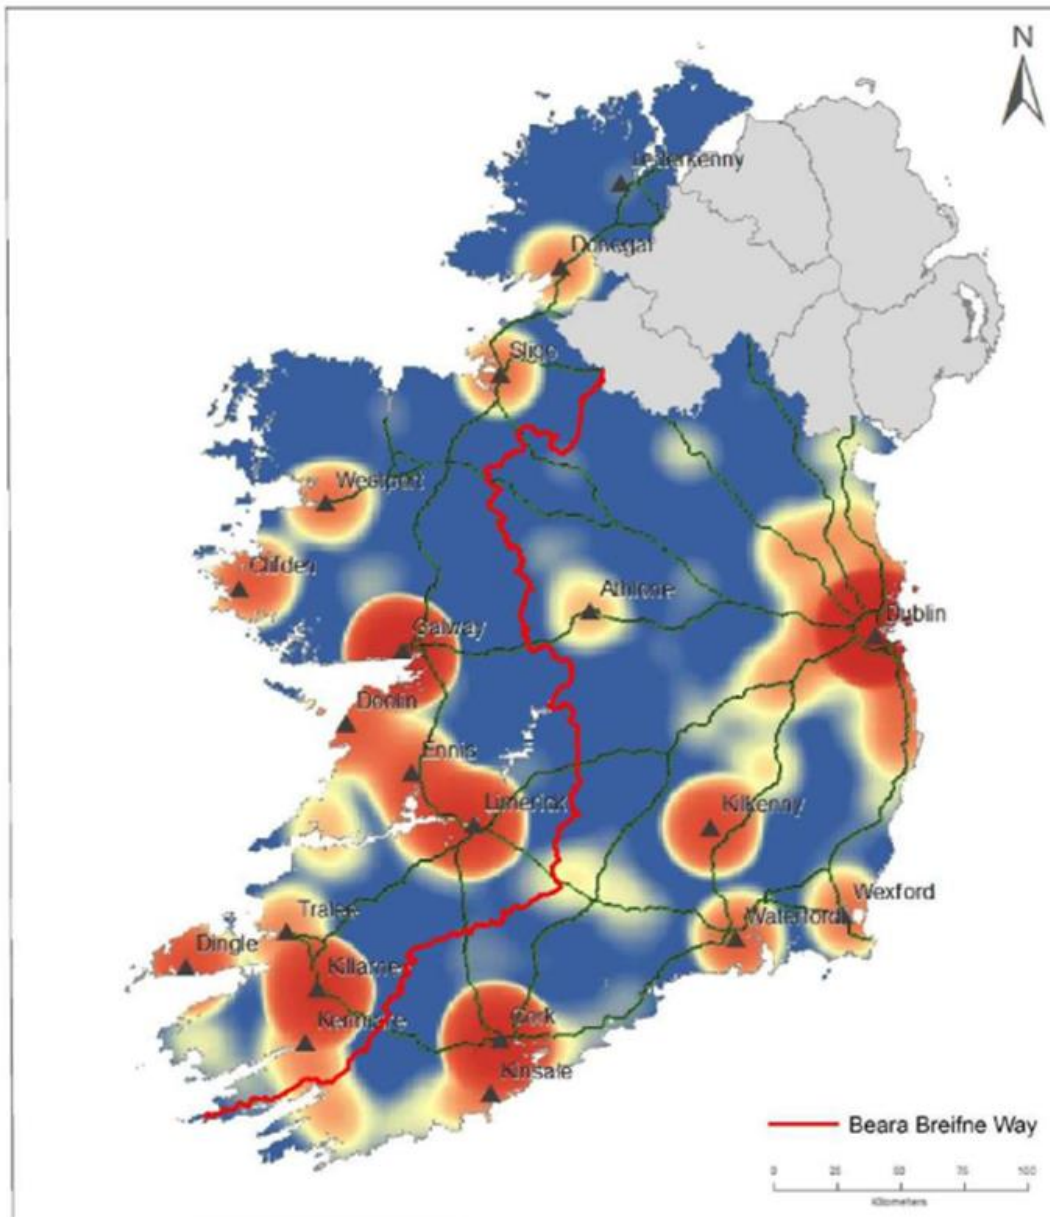 N
Letterkenny
Donegal
Sligo
Westport
Clifden
Athlone
Galway
Dublin
Doolin
Ennis
Limerick
Kilkenny
Wexford
Tralee
Waterford
Dingle
Killarney
Kenmare
Cork
Kinsale
Beara Breifne Way
0 25 50 100
Kilometers